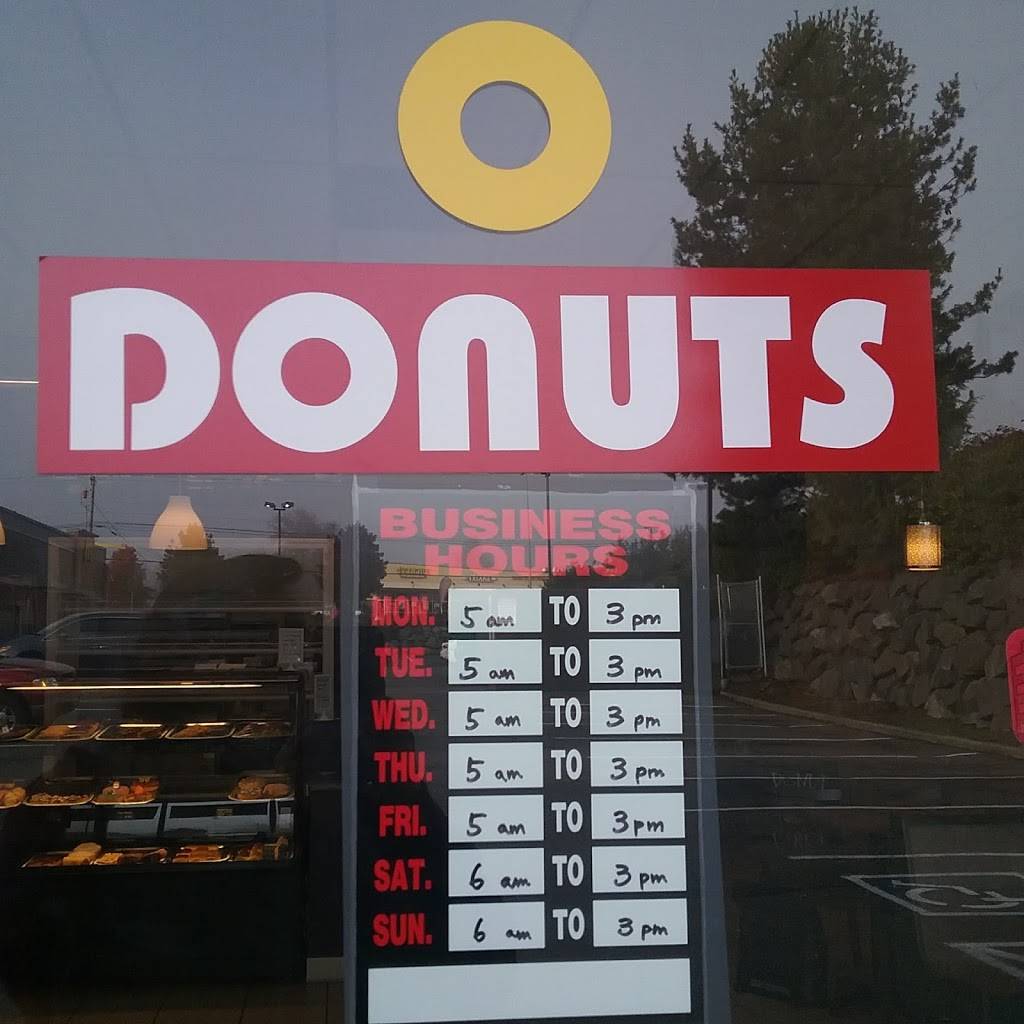 DONUTS
BUSINESS
HOURS
MON. 5 am TO 3 pm
TUE. 5 am TO 3 pm
WED. 5 am TO 3 pm
THU. 5 am TO 3 pm
FRI. 5 am TO 3 pm
SAT. 6 am TO 3 pm
SUN. 6 am TO 3 pm